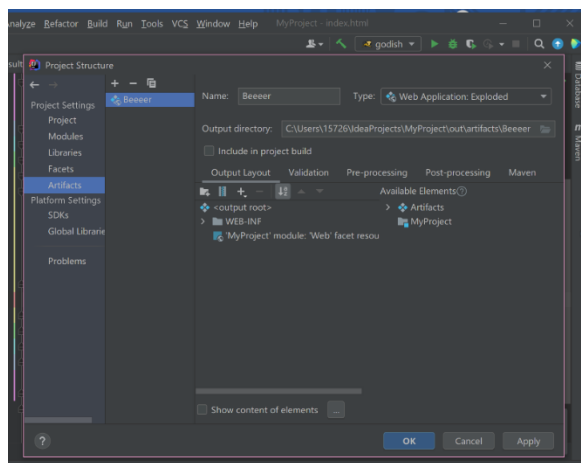 Analyze Refactor Build Run Tools VCS Window Help MyProject - index.html
godish
sult
Project Structure
Project Settings
Project
Modules
Libraries
Facets
Artifacts
Platform Settings
SDKs
Global Librarie
Problems
Beeeer
Name: Beeeer Type: Web Application: Exploded
Output directory: C:\Users\15726\IdeaProjects\MyProject\out\artifacts\Beeeer
Include in project build
Output Layout Validation Pre-processing Post-processing Maven
Available Elements
<output root>
WEB-INF
'MyProject' module: 'Web' facet resou
Artifacts
MyProject
Show content of elements ...
? OK Cancel Apply
Database
Maven